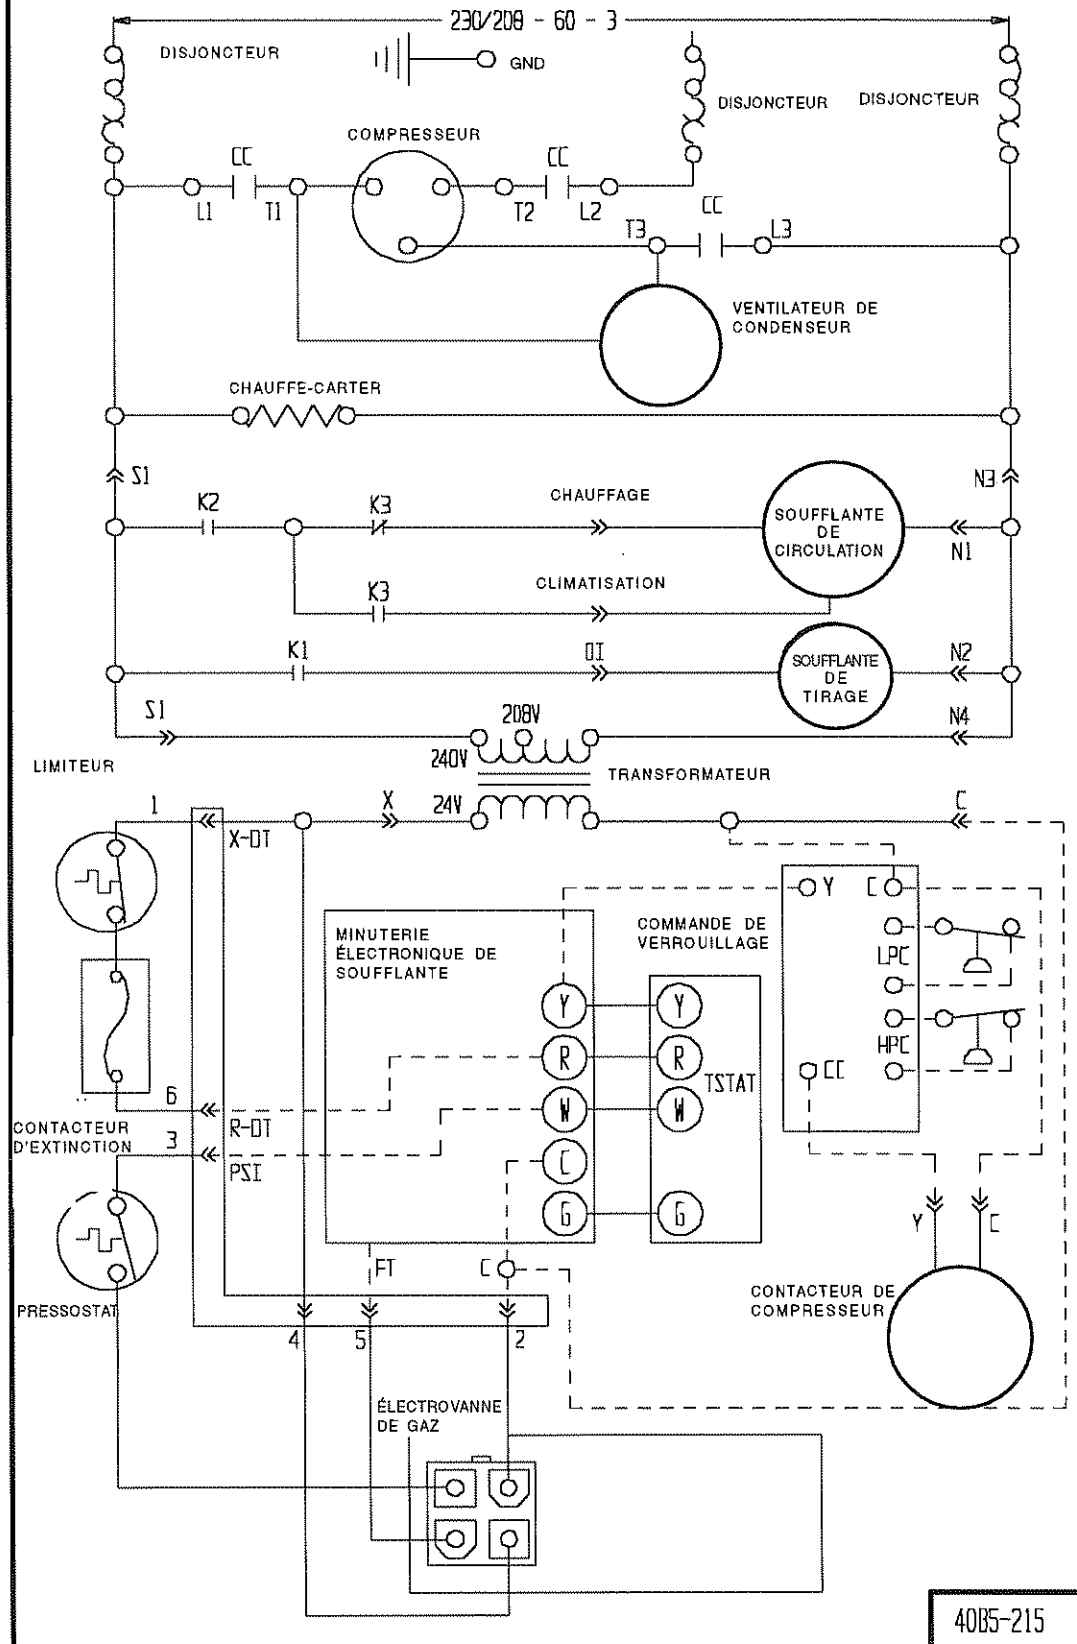 230/208 - 60 - 3
DISJONCTEUR
GND
DISJONCTEUR
DISJONCTEUR
COMPRESSEUR
CC
CC
CC
L1
T1
T2
L2
T3
L3
VENTILATEUR DE
CONDENSEUR
CHAUFFE-CARTER
S1
N3
K2
K3
CHAUFFAGE
SOUFFLANTE
DE
CIRCULATION
N1
K3
CLIMATISATION
K1
OI
SOUFFLANTE
DE
TIRAGE
N2
S1
208V
N4
240V
LIMITEUR
TRANSFORMATEUR
1
X
24V
C
X-OT
Y
C
MINUTERIE
ÉLECTRONIQUE DE
SOUFFLANTE
COMMANDE DE
VERROUILLAGE
LPC
Y
Y
HPC
R
R
TSTAT
CC
6
W
W
R-OT
CONTACTEUR
D'EXTINCTION
3
PSI
C
G
G
Y
C
FT
C
PRESSOSTAT
CONTACTEUR DE
COMPRESSEUR
4
5
2
ÉLECTROVANNE
DE GAZ
40B5-215